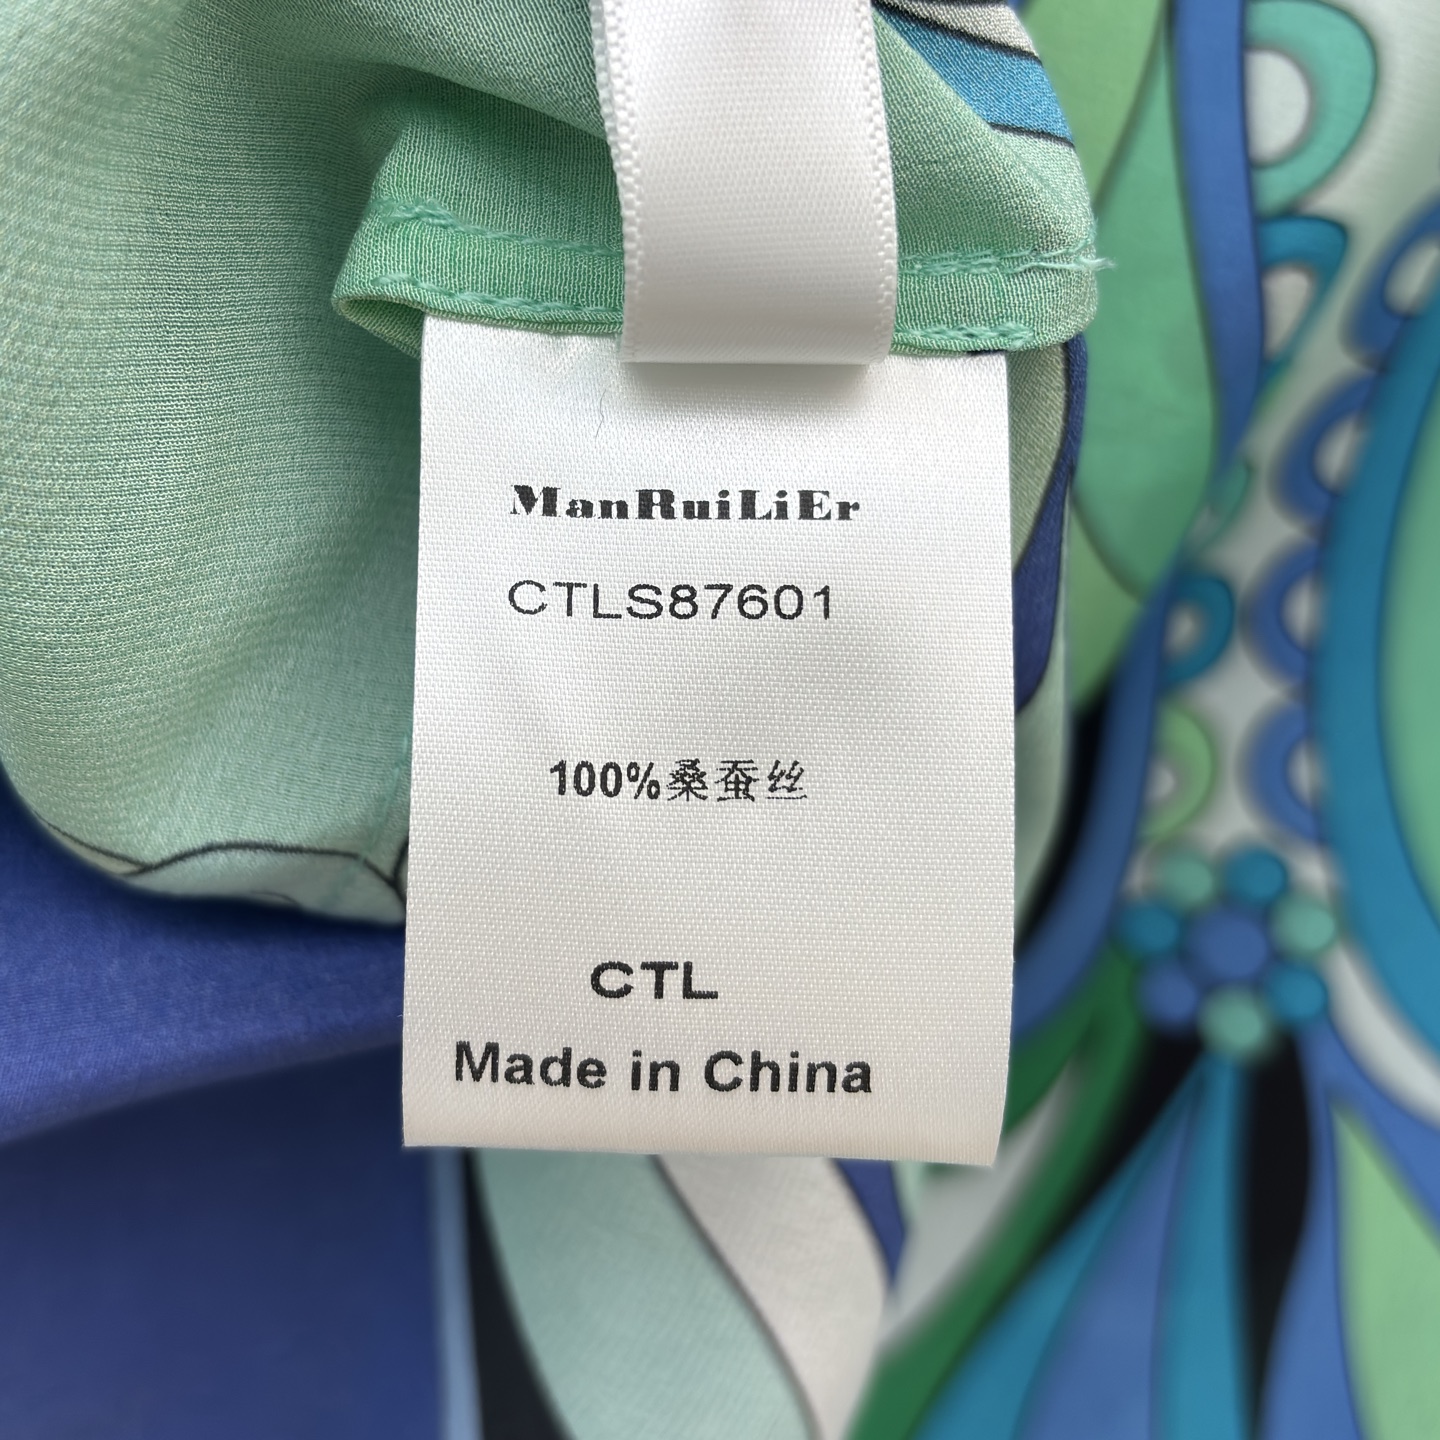 ManRuiLiEr
CTLS87601
100%桑蚕丝
CTL
Made in China